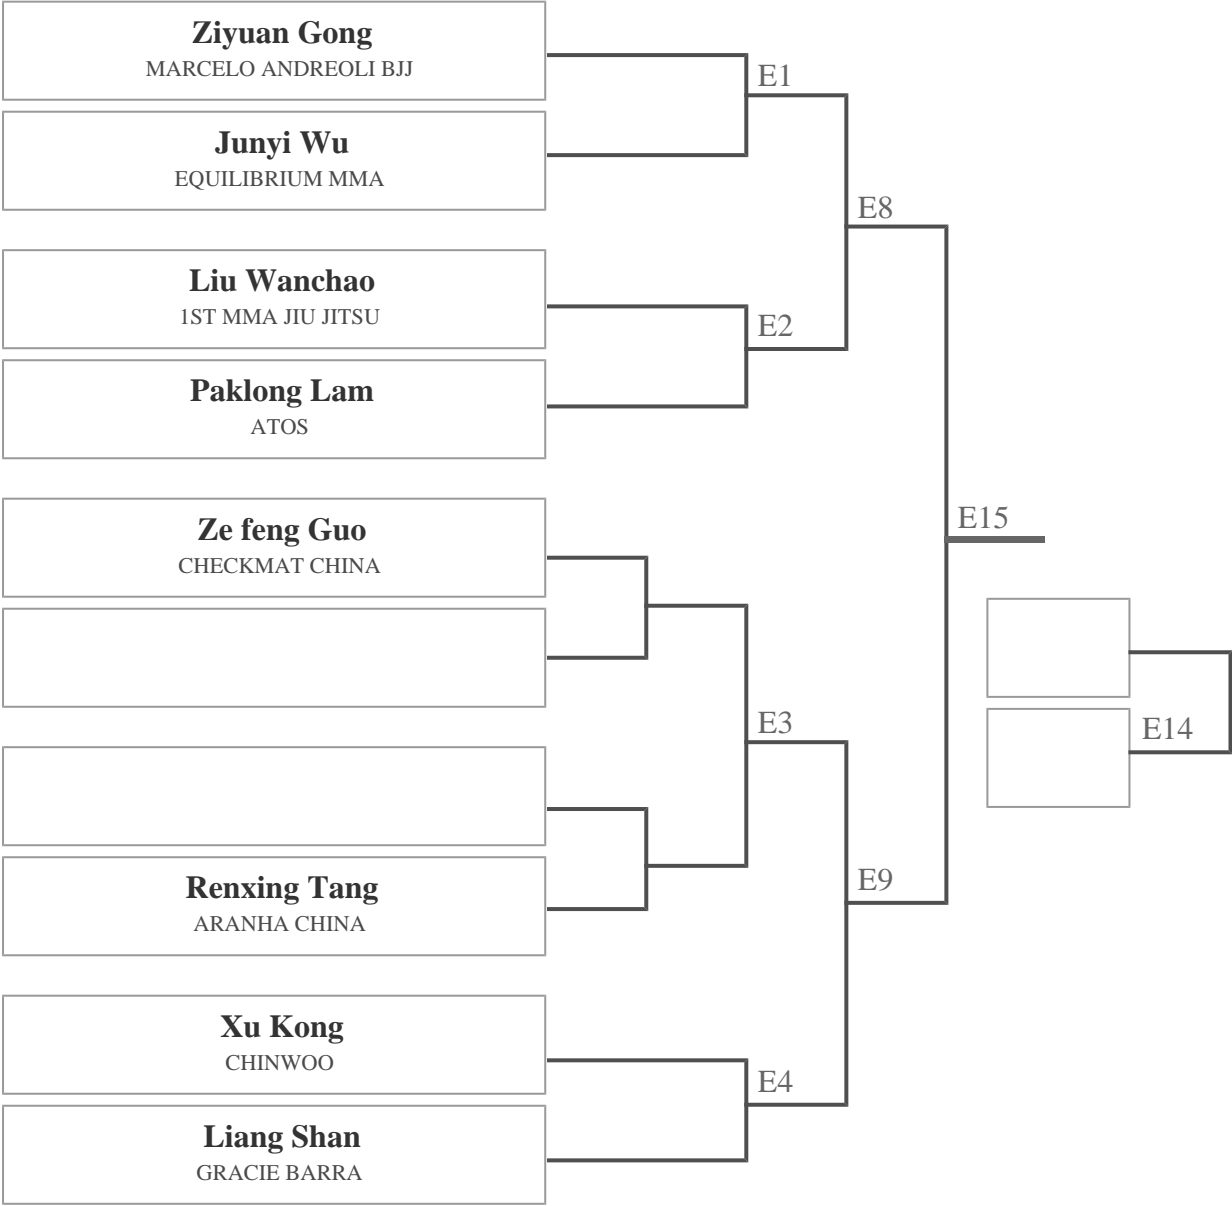 Ziyuan Gong
MARCELO ANDREOLI BJJ
E1
Junyi Wu
EQUILIBRIUM MMA
E8
Liu Wanchao
1ST MMA JIU JITSU
E2
Paklong Lam
ATOS
Ze feng Guo
CHECKMAT CHINA
E15
E3
E14
Renxing Tang
ARANHA CHINA
E9
Xu Kong
CHINWOO
E4
Liang Shan
GRACIE BARRA